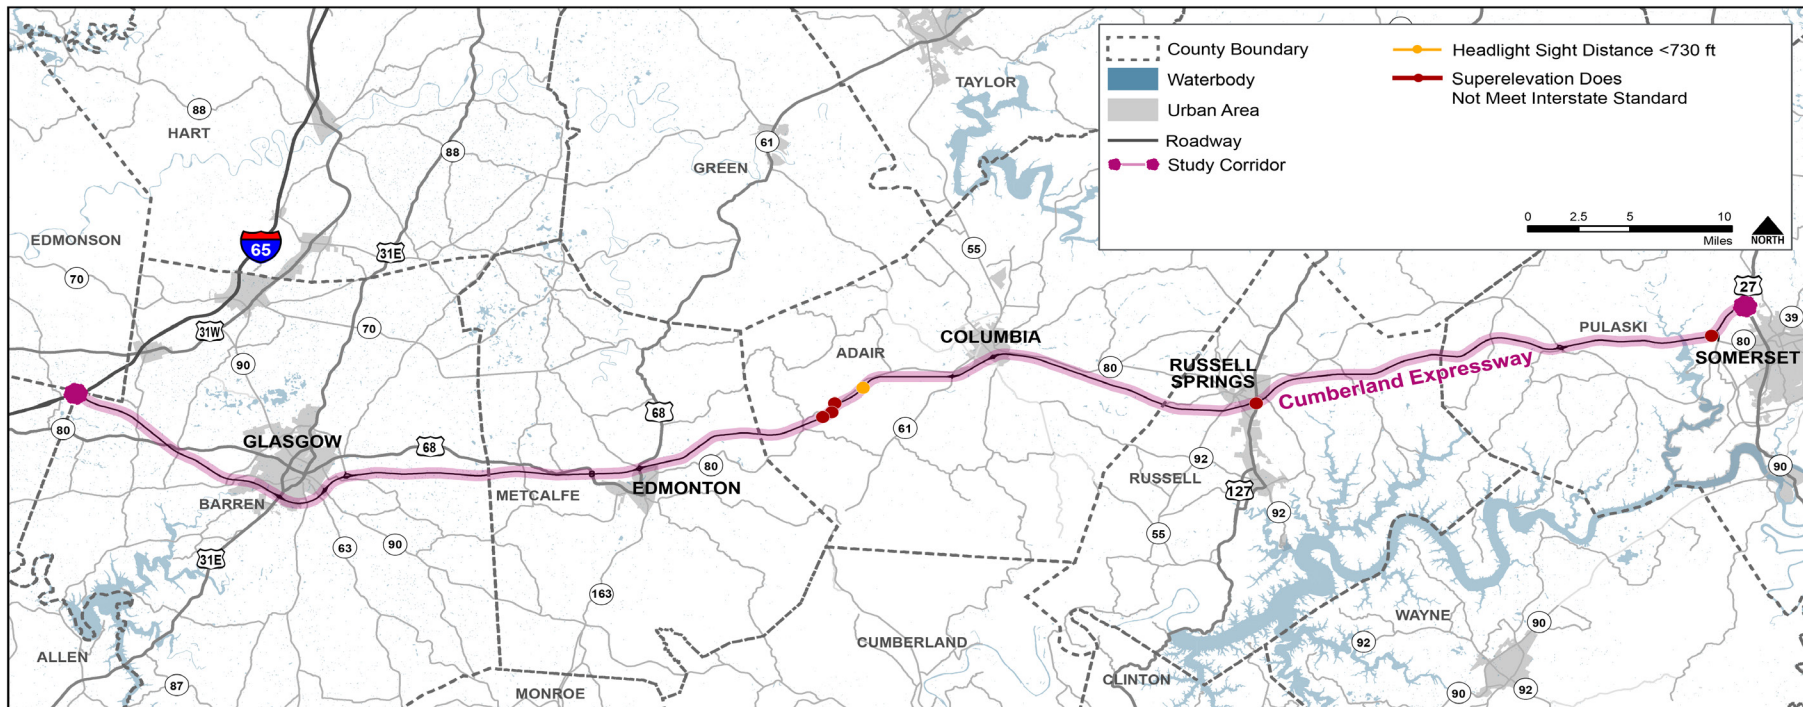 County Boundary
Waterbody
Urban Area
Roadway
Study Corridor
Headlight Sight Distance <730 ft
Superelevation Does
Not Meet Interstate Standard
0 2.5 5 10
Miles
NORTH
TAYLOR
88
HART
88
61
GREEN
EDMONSON
65
31E
55
70
27
31W
70
39
PULASKI
COLUMBIA
80
SOMERSET
ADAIR
90
80
RUSSELL
SPRINGS
Cumberland Expressway
68
80
61
GLASGOW
68
92
80
90
RUSSELL
EDMONTON
127
METCALFE
BARREN
92
55
63
90
31E
163
WAYNE
90
92
CUMBERLAND
ALLEN
CLINTON
87
MONROE
90
92